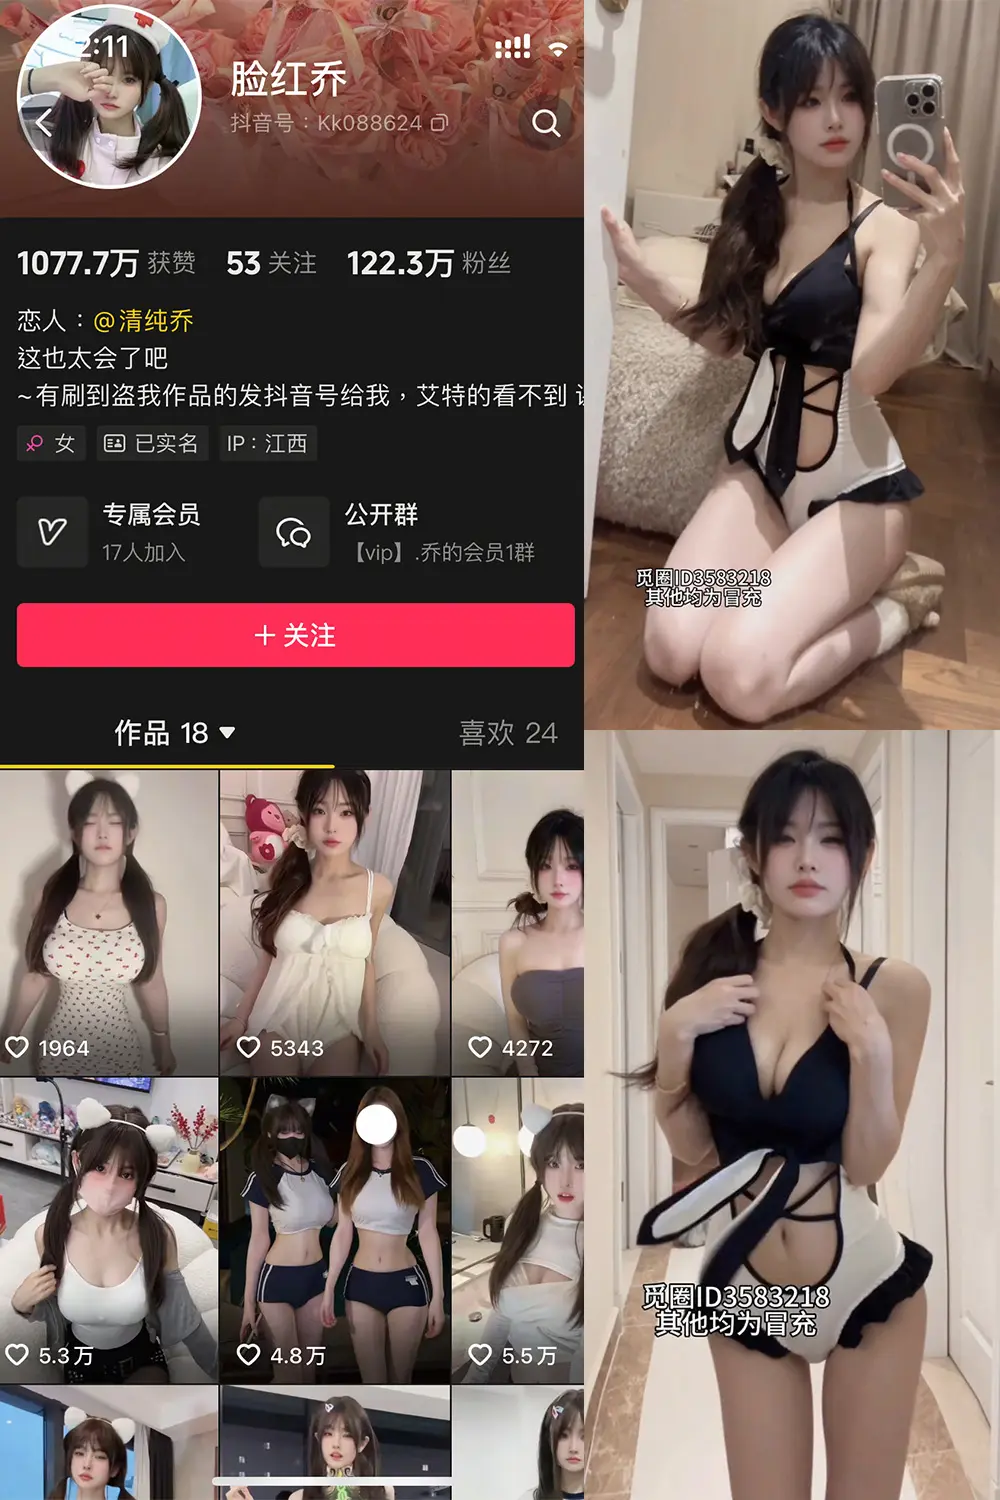 2:11
脸红乔
抖音号：Kk088624
1077.7万 获赞 53 关注 122.3万 粉丝
恋人：@清纯乔
这也太会了吧
~有刷到盗我作品的发抖音号给我，艾特的看不到
女 已实名 IP：江西
专属会员
17人加入
公开群
【vip】.乔的会员1群
＋关注
作品 18 喜欢 24
1964
5343
4272
5.3万
4.8万
5.5万
觅圈ID3583218
其他均为冒充
觅圈ID3583218
其他均为冒充